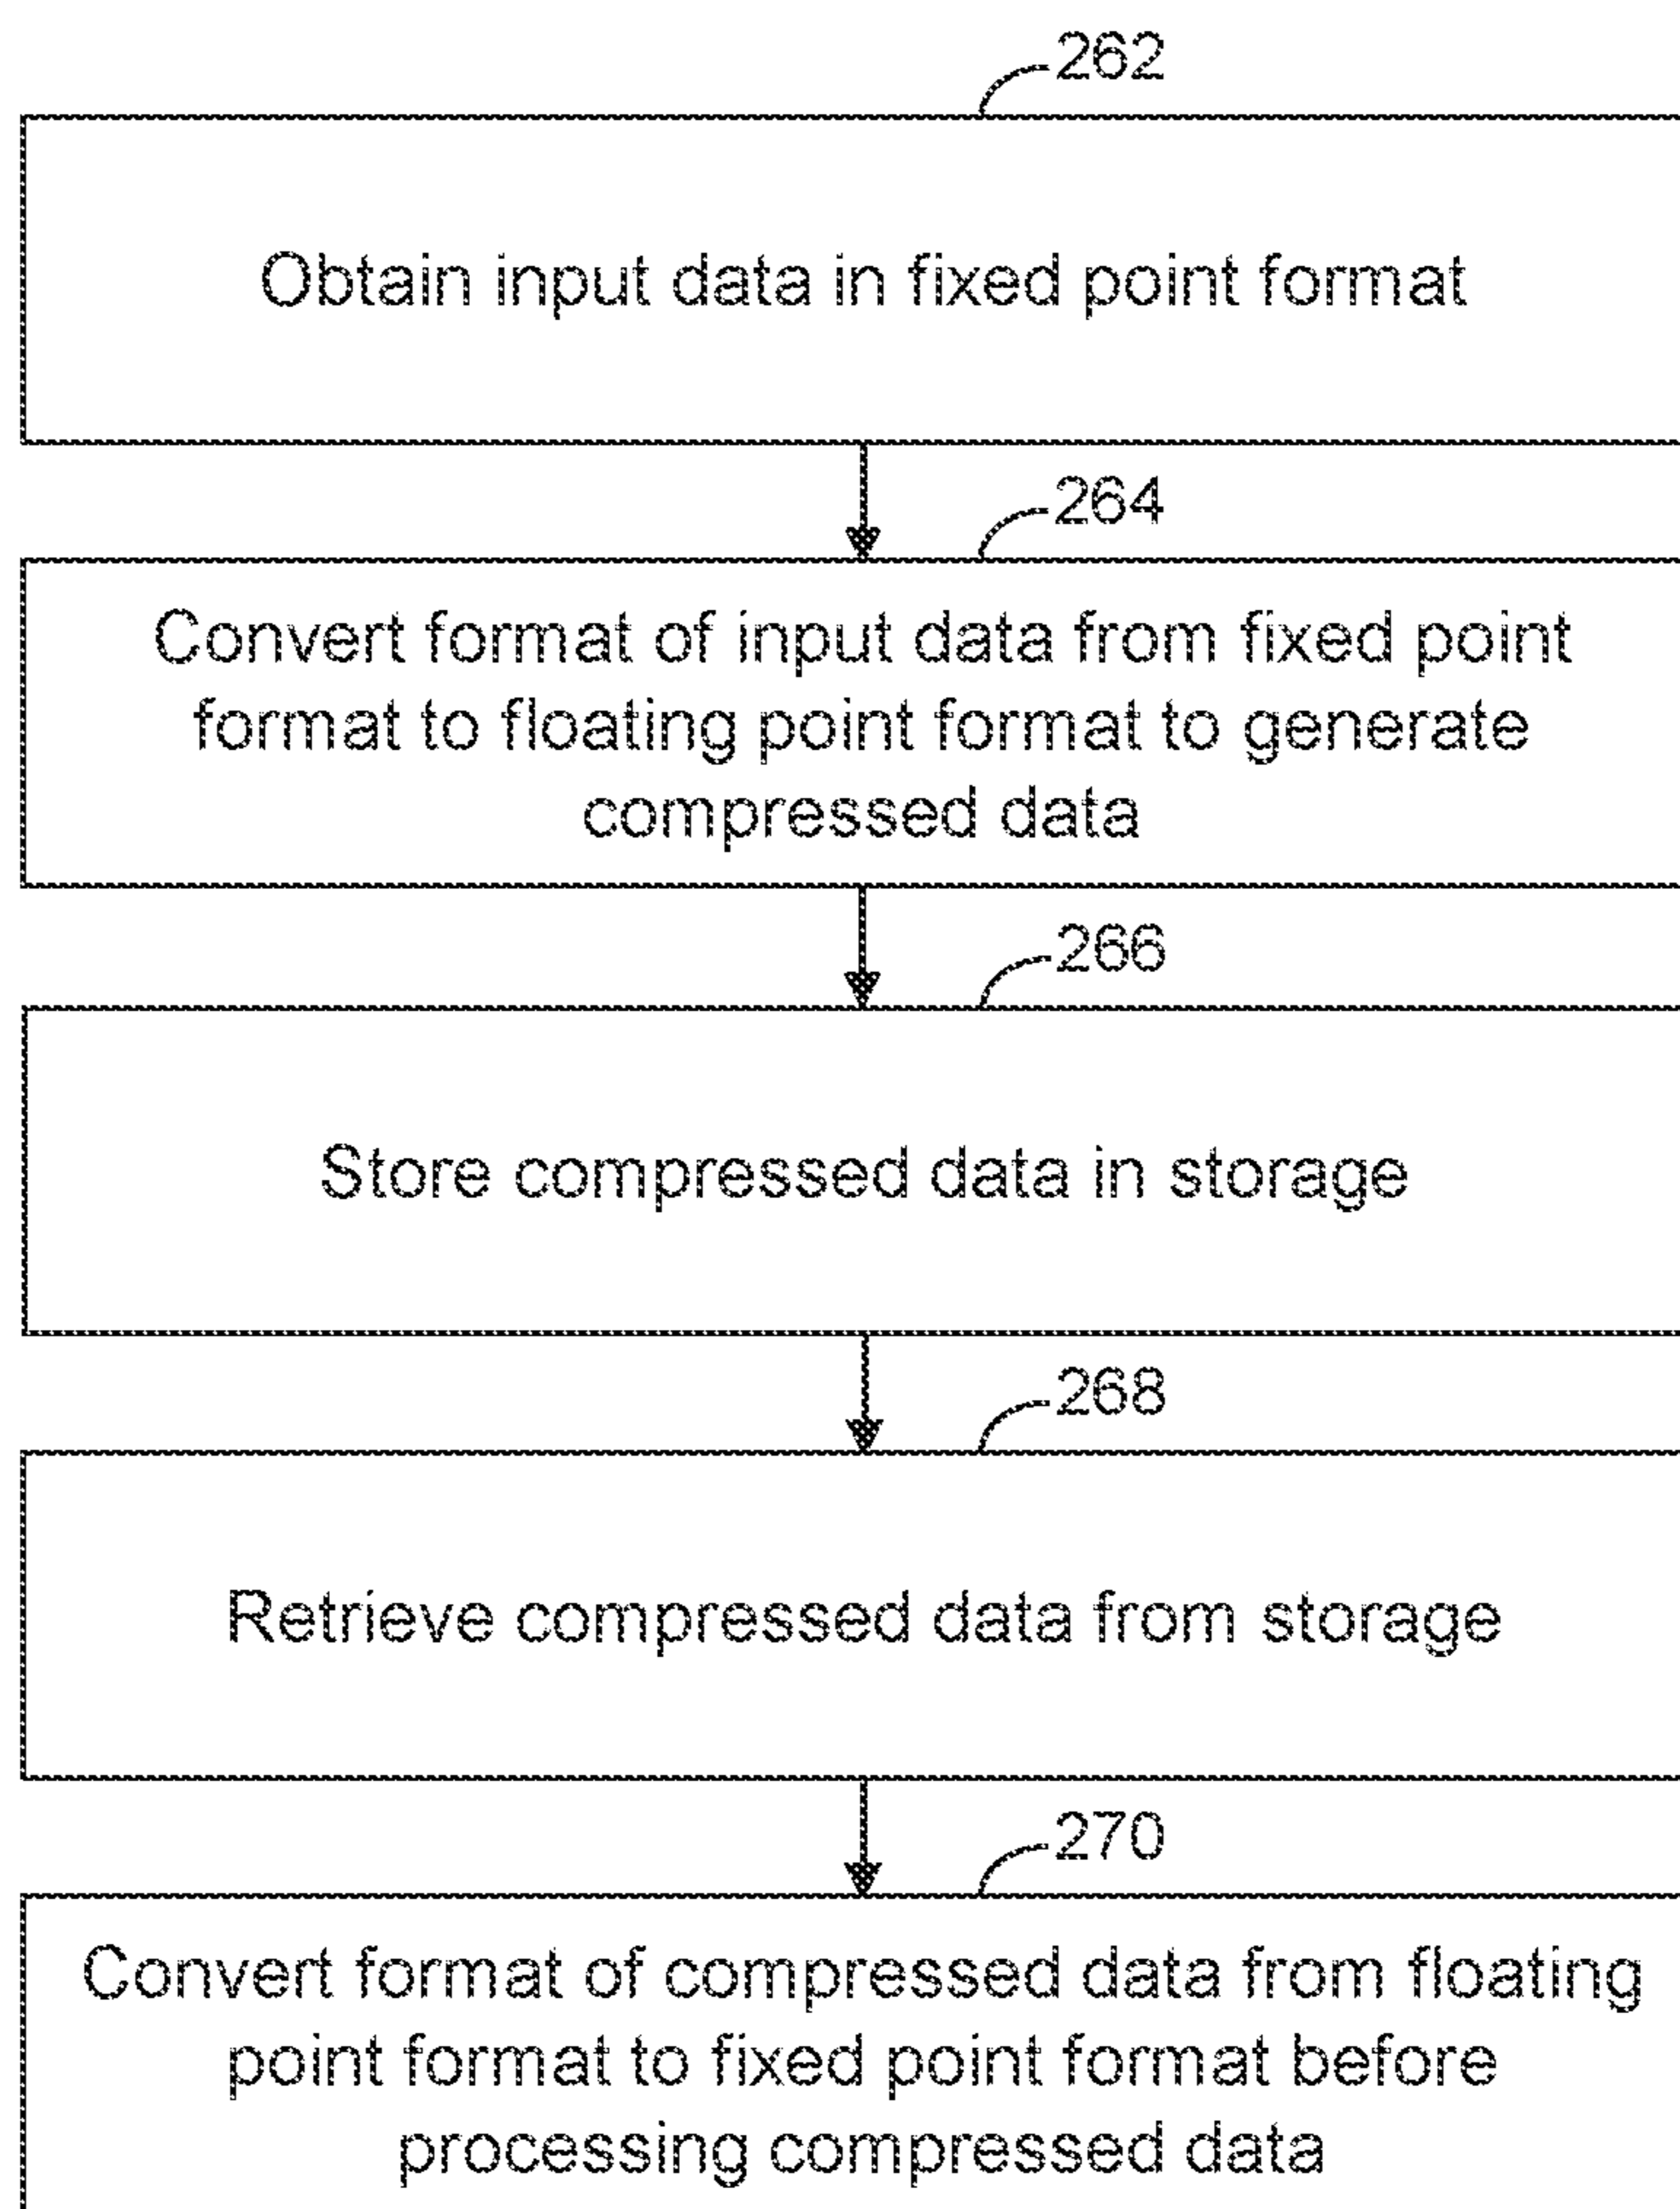 262
Obtain input data in fixed point format
264
Convert format of input data from fixed point
format to floating point format to generate
compressed data
266
Store compressed data in storage
268
Retrieve compressed data from storage
270
Convert format of compressed data from floating
point format to fixed point format before
processing compressed data